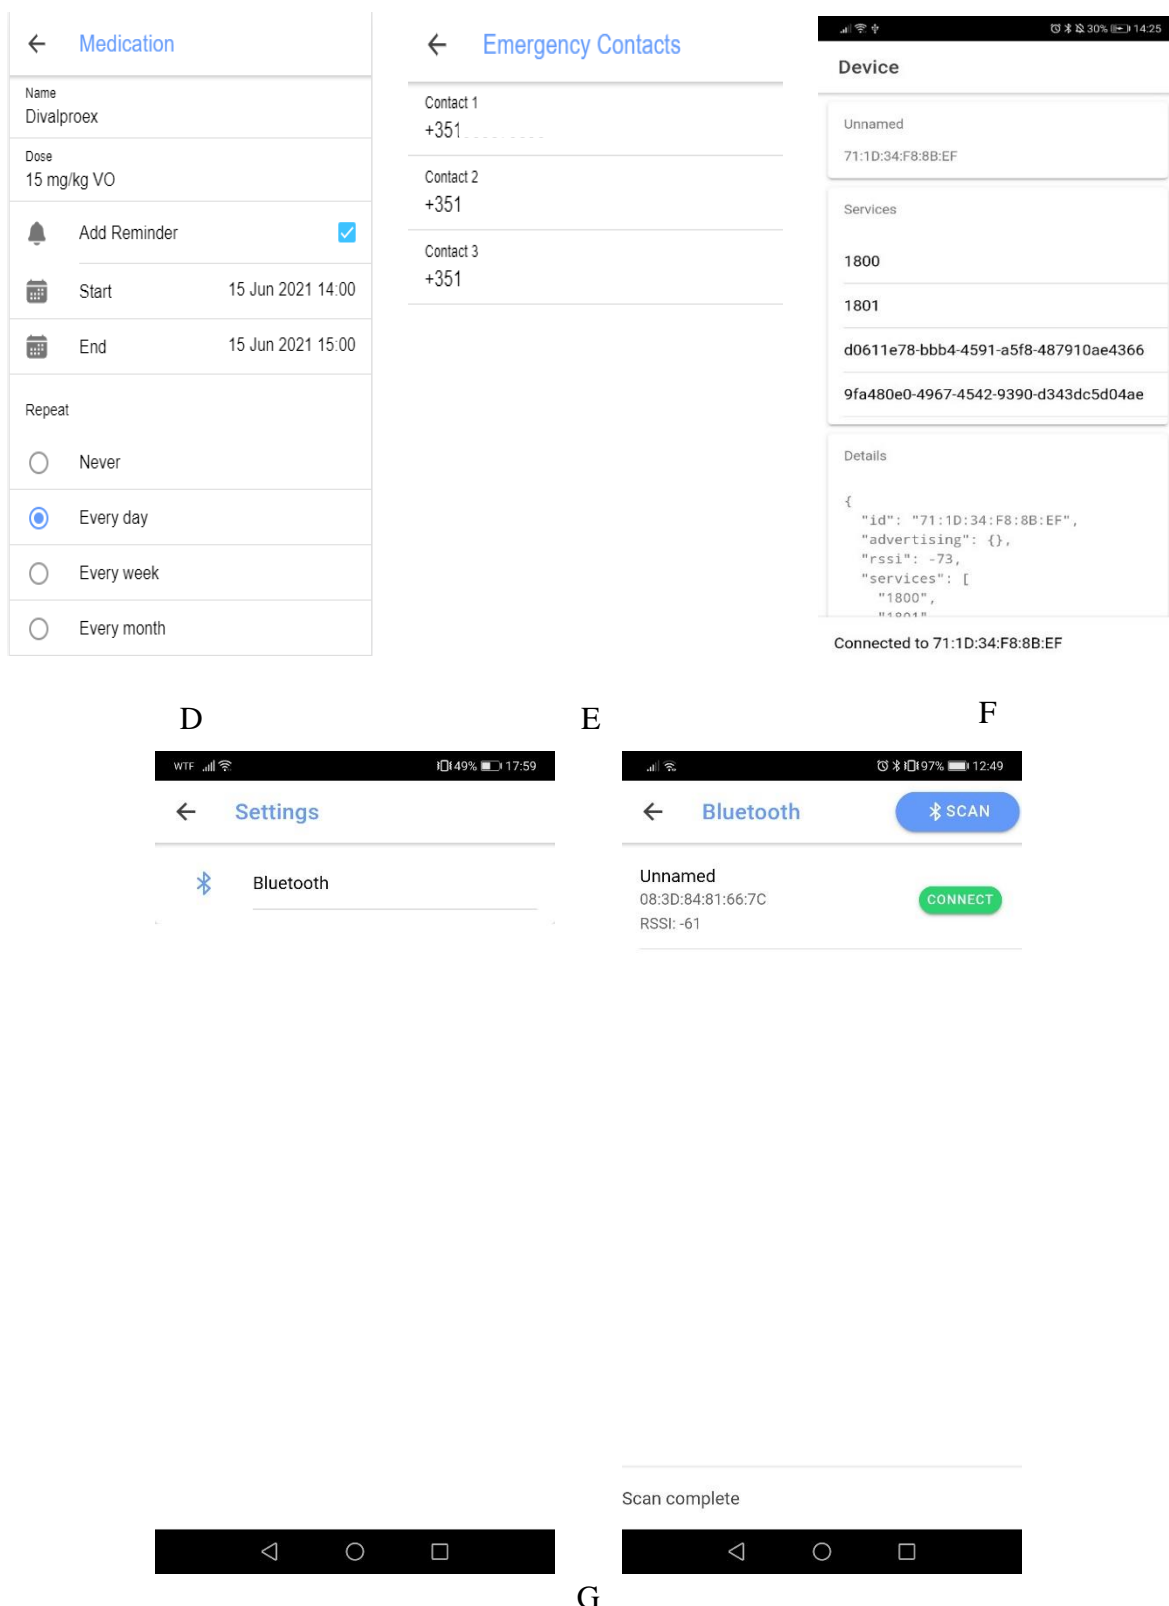 Medication
Name
Divalproex
Dose
15 mg/kg VO
Add Reminder
Start 15 Jun 2021 14:00
End 15 Jun 2021 15:00
Repeat
Never
Every day
Every week
Every month
Emergency Contacts
Contact 1
+351
Contact 2
+351
Contact 3
+351
30% 14:25
Device
Unnamed
71:1D:34:F8:8B:EF
Services
1800
1801
d0611e78-bbb4-4591-a5f8-487910ae4366
9fa480e0-4967-4542-9390-d343dc5d04ae
Details
{
"id": "71:1D:34:F8:8B:EF",
"advertising": {},
"rssi": -73,
"services": [
"1800",
"1801"
Connected to 71:1D:34:F8:8B:EF
D E F
WTF 49% 17:59
Settings
Bluetooth
97% 12:49
Bluetooth SCAN
Unnamed
08:3D:84:81:66:7C
RSSI: -61
CONNECT
Scan complete
G